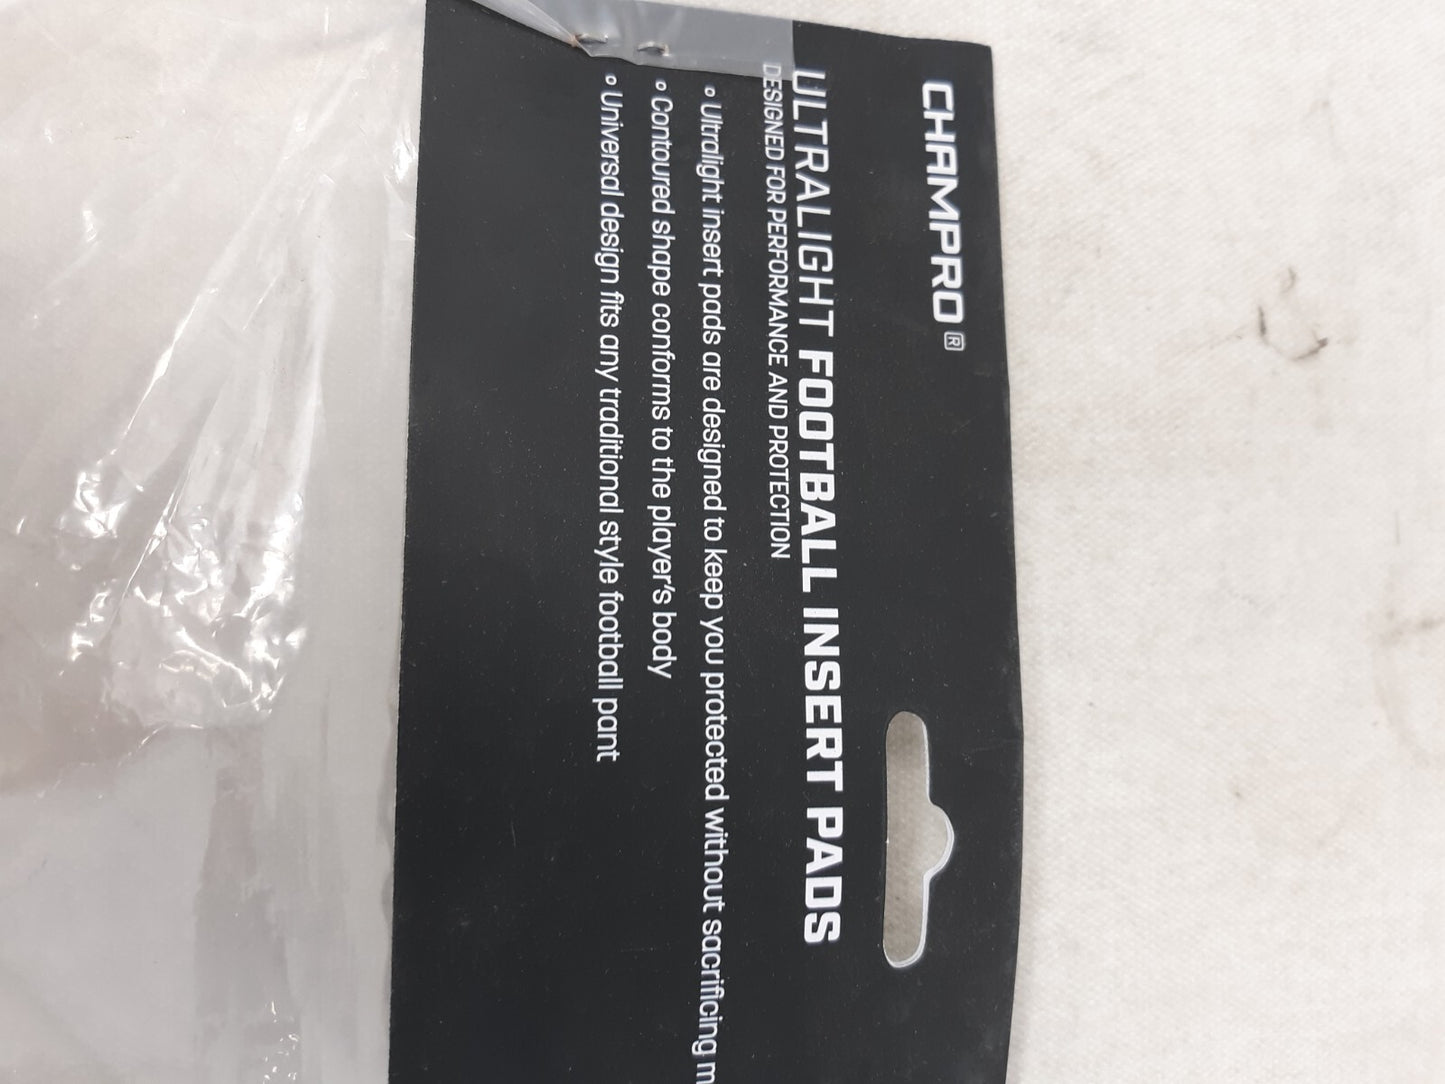 CHAMPRO®
ULTRALIGHT FOOTBALL INSERT PADS
DESIGNED FOR PERFORMANCE AND PROTECTION
° Ultralight insert pads are designed to keep you protected without sacrificing
° Contoured shape conforms to the player's body
° Universal design fits any traditional style football pant